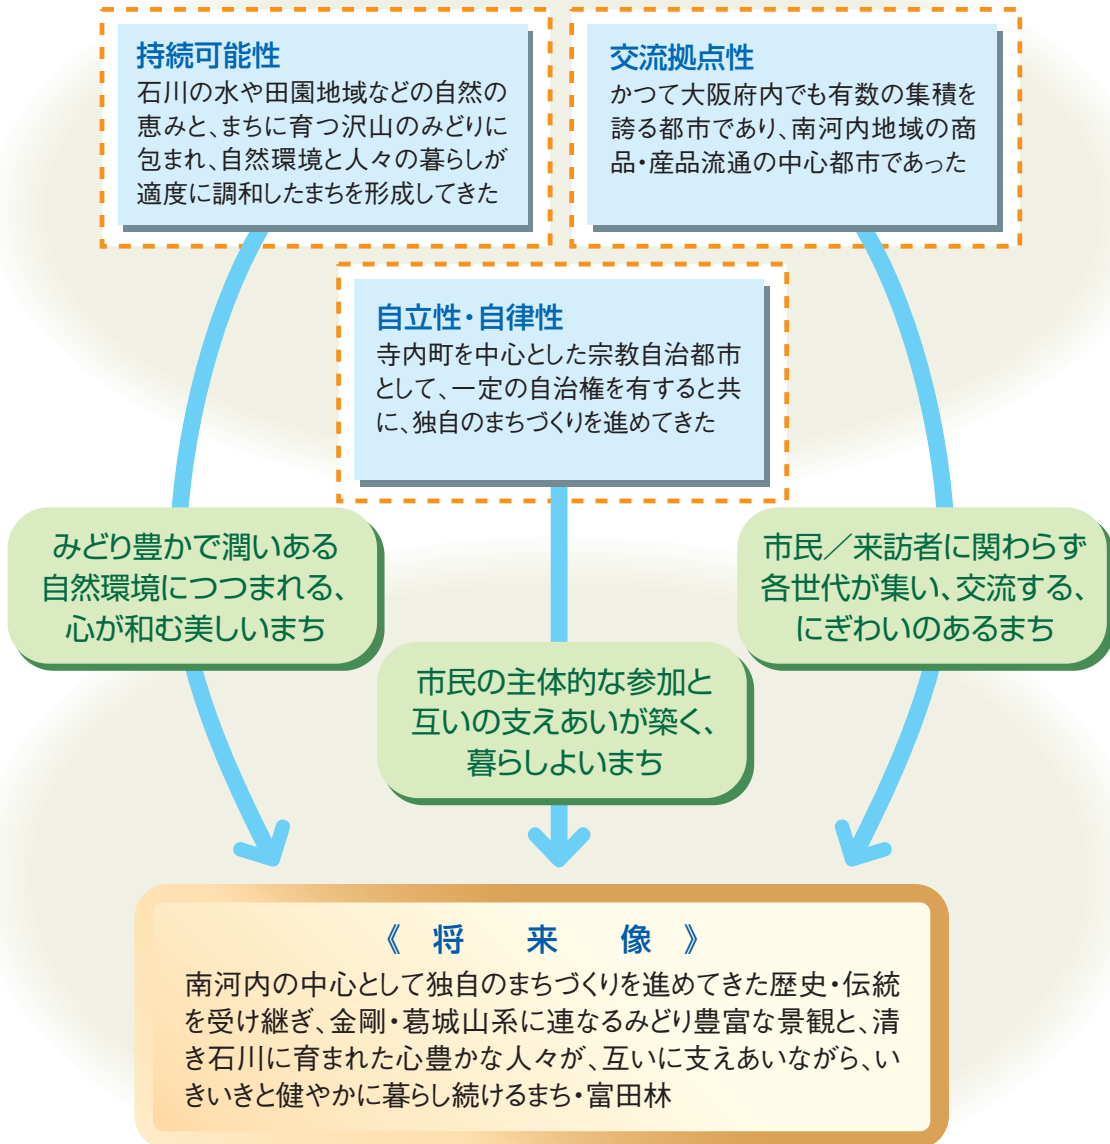 持続可能性
石川の水や田園地域などの自然の
恵みと、まちに育つ沢山のみどりに
包まれ、自然環境と人々の暮らしが
適度に調和したまちを形成してきた
交流拠点性
かつて大阪府内でも有数の集積を
誇る都市であり、南河内地域の商
品・産品流通の中心都市であった
自立性・自律性
寺内町を中心とした宗教自治都市
として、一定の自治権を有すると共
に、独自のまちづくりを進めてきた
みどり豊かで潤いある
自然環境につつまれる、
心が和む美しいまち
市民/来訪者に関わらず
各世代が集い、交流する、
にぎわいのあるまち
市民の主体的な参加と
互いの支えあいが築く、
暮らしよいまち
《 将 来 像 》
南河内の中心として独自のまちづくりを進めてきた歴史・伝統
を受け継ぎ、金剛・葛城山系に連なるみどり豊富な景観と、清
き石川に育まれた心豊かな人々が、互いに支えあいながら、い
きいきと健やかに暮らし続けるまち・富田林